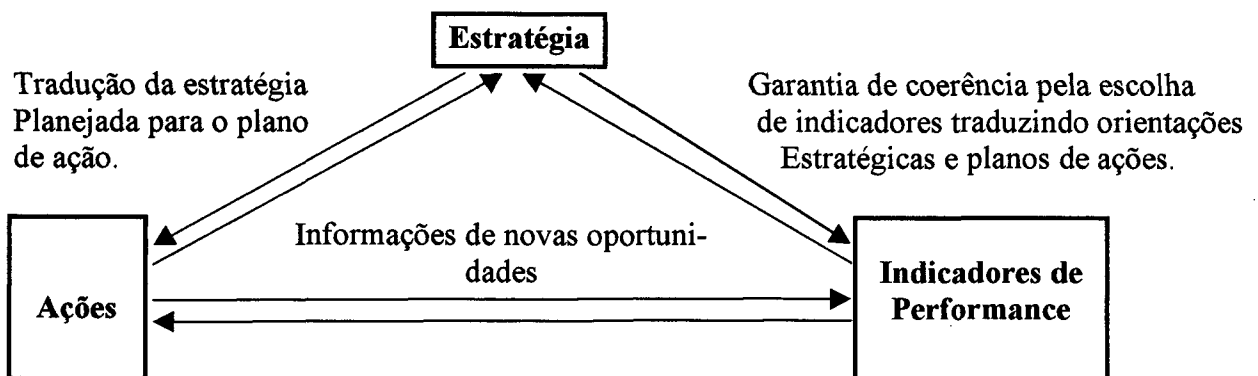 Estratégia
Tradução da estratégia
Planejada para o plano
de ação.
Garantia de coerência pela escolha
de indicadores traduzindo orientações
Estratégicas e planos de ações.
Informações de novas oportuni-
dades
Ações
Indicadores de
Performance